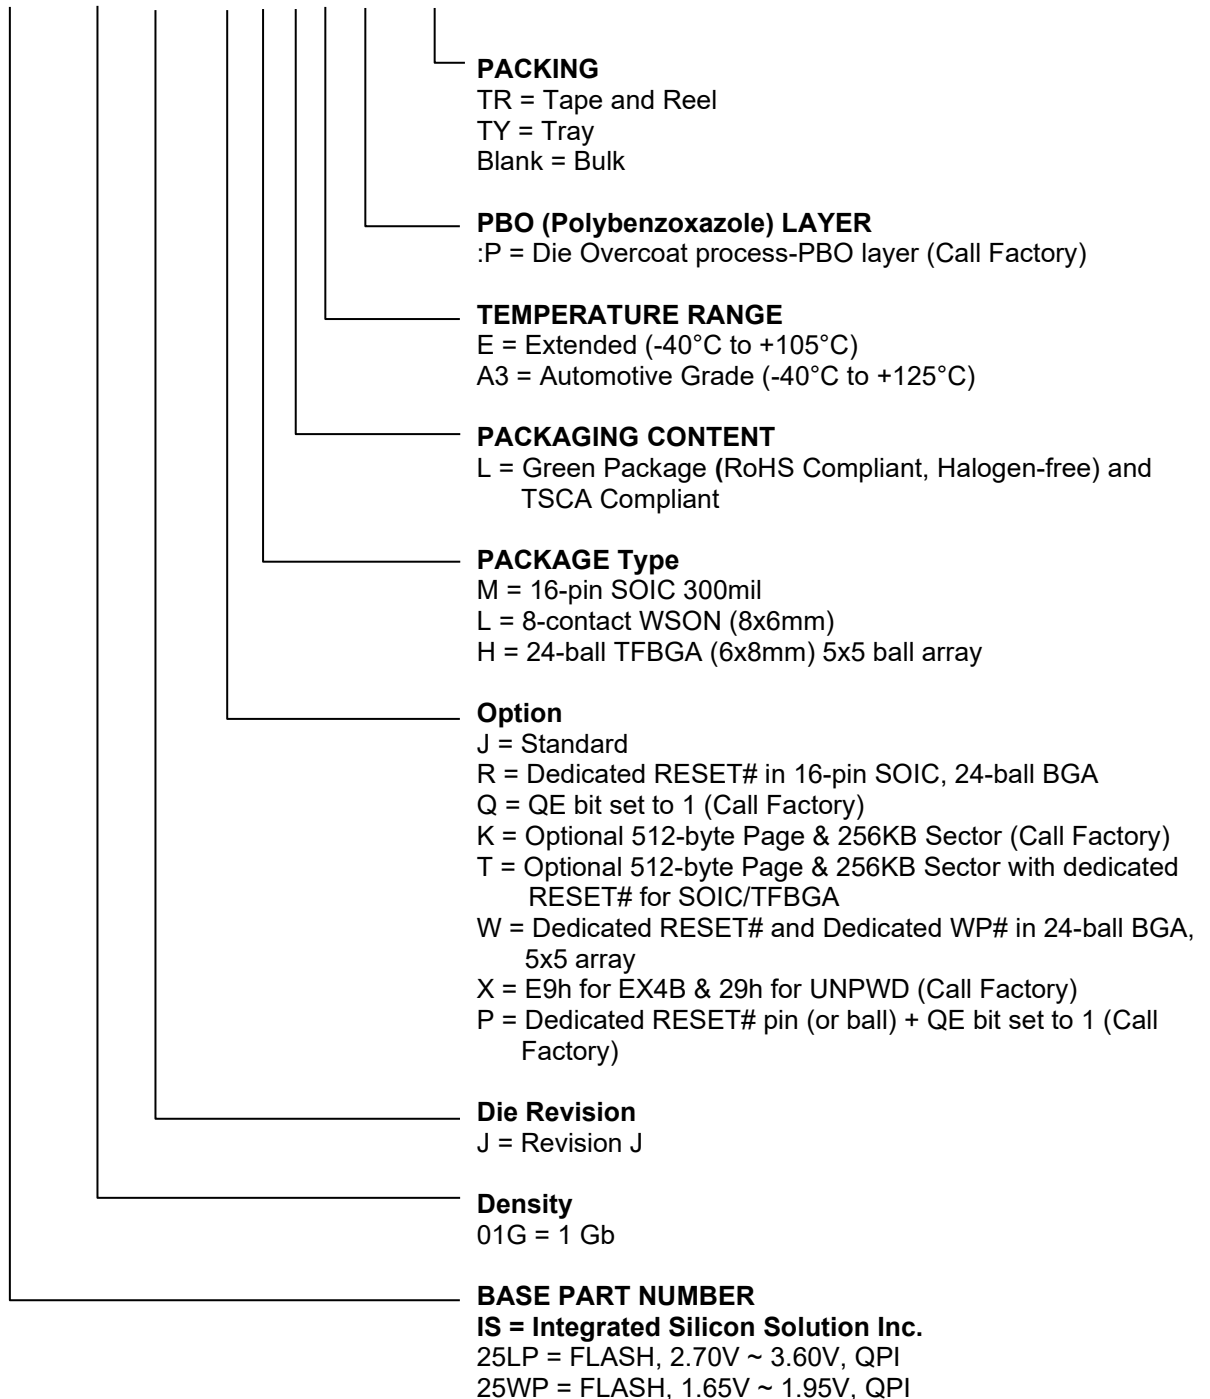 PACKING
TR = Tape and Reel
TY = Tray
Blank = Bulk
PBO (Polybenzoxazole) LAYER
:P = Die Overcoat process-PBO layer (Call Factory)
TEMPERATURE RANGE
E = Extended (-40°C to +105°C)
A3 = Automotive Grade (-40°C to +125°C)
PACKAGING CONTENT
L = Green Package (RoHS Compliant, Halogen-free) and
TSCA Compliant
PACKAGE Type
M = 16-pin SOIC 300mil
L = 8-contact WSON (8x6mm)
H = 24-ball TFBGA (6x8mm) 5x5 ball array
Option
J = Standard
R = Dedicated RESET# in 16-pin SOIC, 24-ball BGA
Q = QE bit set to 1 (Call Factory)
K = Optional 512-byte Page & 256KB Sector (Call Factory)
T = Optional 512-byte Page & 256KB Sector with dedicated
RESET# for SOIC/TFBGA
W = Dedicated RESET# and Dedicated WP# in 24-ball BGA,
5x5 array
X = E9h for EX4B & 29h for UNPWD (Call Factory)
P = Dedicated RESET# pin (or ball) + QE bit set to 1 (Call
Factory)
Die Revision
J = Revision J
Density
01G = 1 Gb
BASE PART NUMBER
IS = Integrated Silicon Solution Inc.
25LP = FLASH, 2.70V ~ 3.60V, QPI
25WP = FLASH, 1.65V ~ 1.95V, QPI